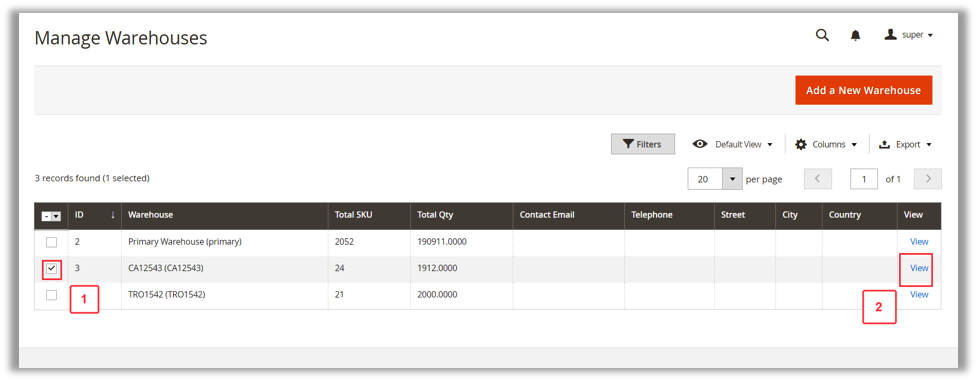 Manage Warehouses
super
Add a New Warehouse
Filters
Default View
Columns
Export
3 records found (1 selected)
20 per page
1 of 1
ID ↓ Warehouse Total SKU Total Qty Contact Email Telephone Street City Country View
2 Primary Warehouse (primary) 2052 190911.0000 View
3 CA12543 (CA12543) 24 1912.0000 View
TRO1542 (TRO1542) 21 2000.0000 View
1
2